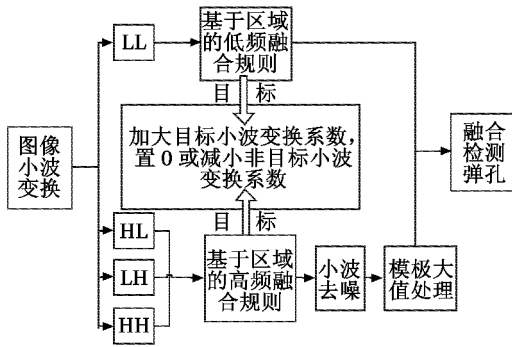 图像
小波
变换
LL
HL
LH
HH
基于区域
的低频融
合规则
目 标
加大目标小波变换系数,
置0或减小非目标小波
变换系数
目 标
基于区域
的高频融
合规则
小波
去噪
模极大
值处理
融合
检测
弹孔